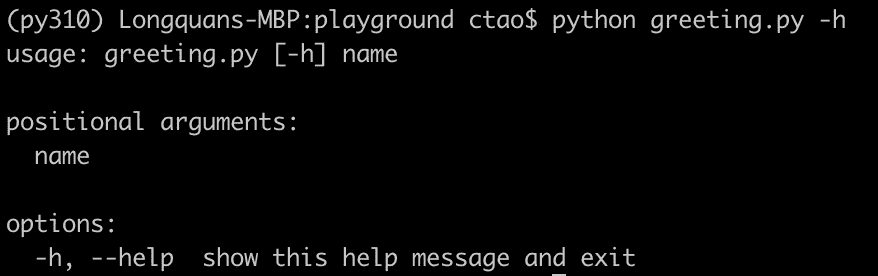 (py310) Longquans-MBP:playground ctao$ python greeting.py -h
usage: greeting.py [-h] name
positional arguments:
name
options:
-h, --help  show this help message and exit